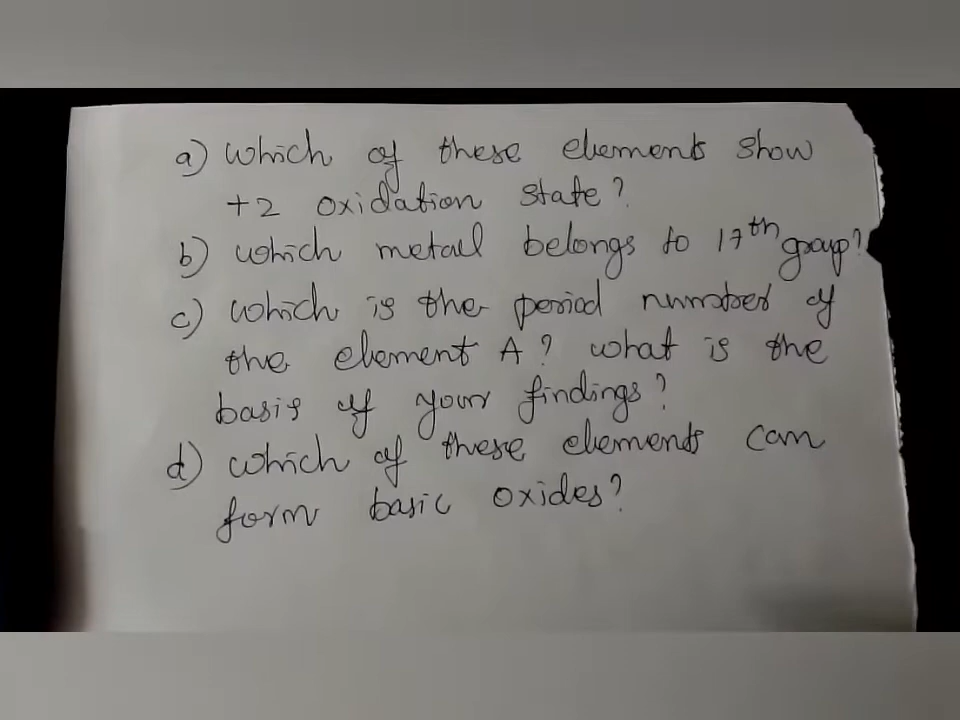 a) which of these elements show
+2 oxidation state?
b) which metall belongs to 17th group?
c) which is the period number of
the element A? what is the
basis of your findings?
d) which of these elements can
form basic oxides?